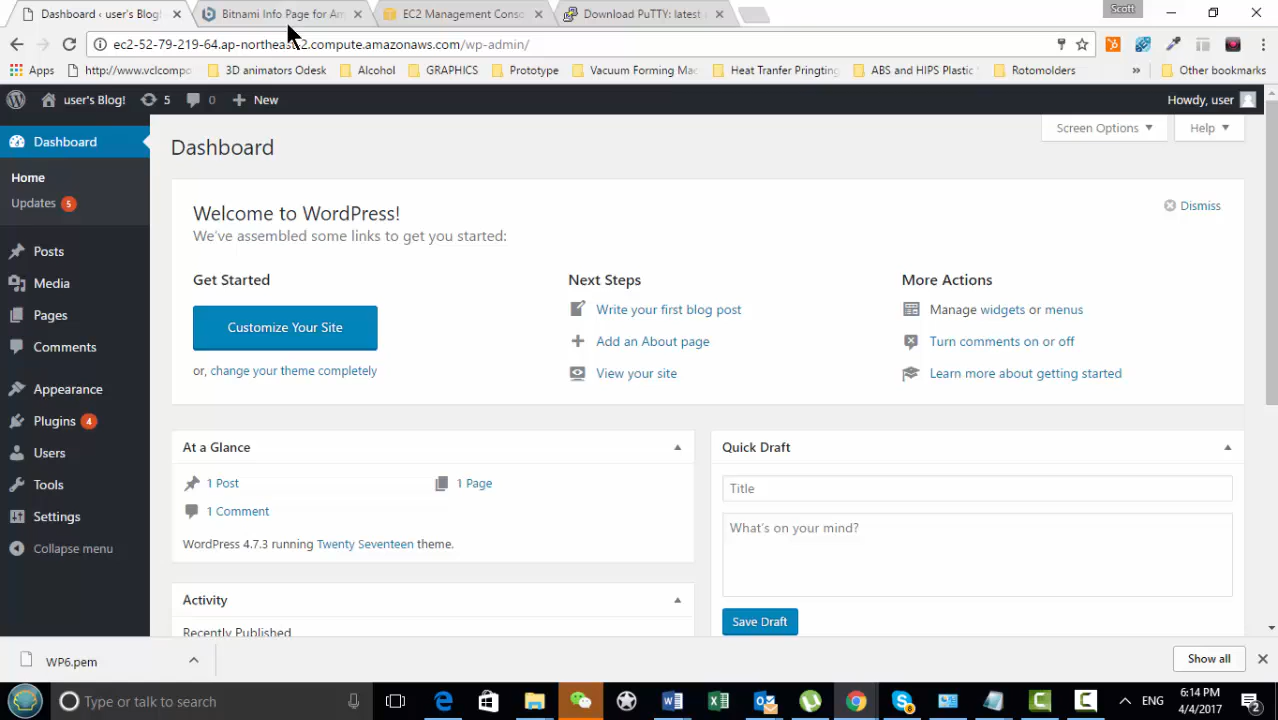 Dashboard ‹ user's Blog!
Bitnami Info Page for Am
EC2 Management Conso
Download PuTTY: latest r
Scott
ec2-52-79-219-64.ap-northeas 2.compute.amazonaws.com/wp-admin/
Apps
http://www.vclcompo
3D animators Odesk
Alcohol
GRAPHICS
Prototype
Vacuum Forming Mac
Heat Tranfer Pringting
ABS and HIPS Plastic
Rotomolders
»
Other bookmarks
user's Blog!
5
0
New
Howdy, user
Dashboard
Home
Updates 5
Posts
Media
Pages
Comments
Appearance
Plugins 4
Users
Tools
Settings
Collapse menu
Dashboard
Screen Options
Help
Welcome to WordPress!
We've assembled some links to get you started:
Dismiss
Get Started
Customize Your Site
or, change your theme completely
Next Steps
Write your first blog post
Add an About page
View your site
More Actions
Manage widgets or menus
Turn comments on or off
Learn more about getting started
At a Glance
1 Post
1 Page
1 Comment
WordPress 4.7.3 running Twenty Seventeen theme.
Activity
Recently Published
Quick Draft
Title
What's on your mind?
Save Draft
WP6.pem
Show all
Type or talk to search
ENG
6:14 PM
4/4/2017
2